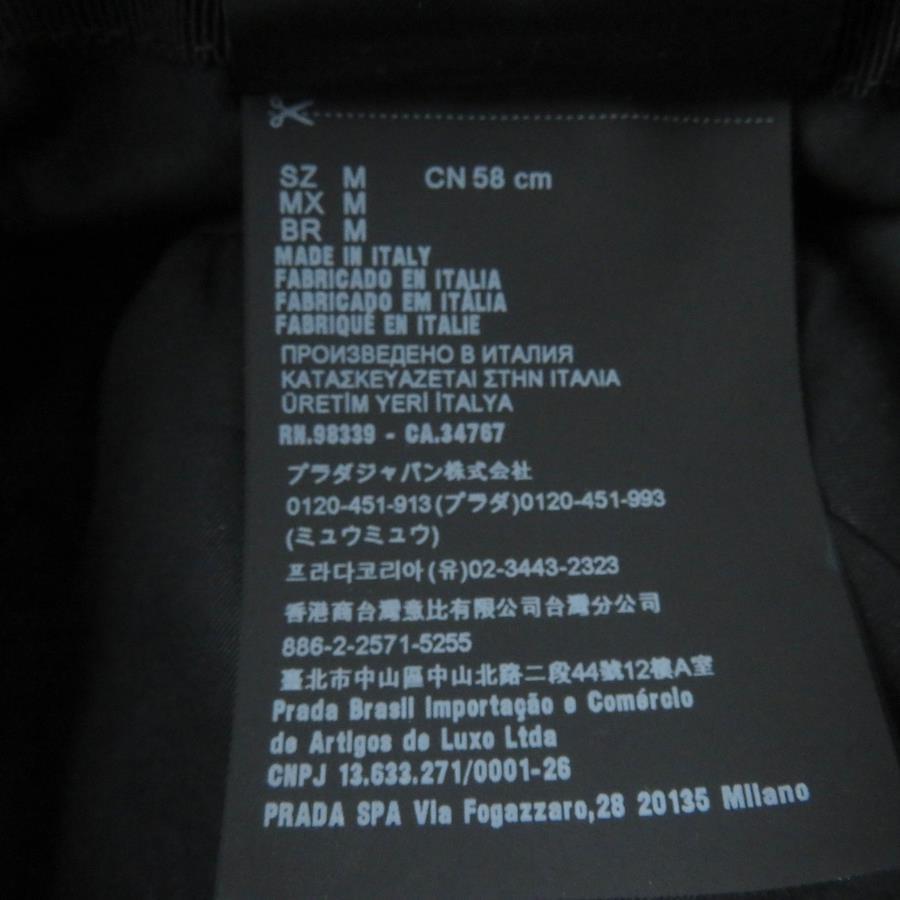 SZ M CN 58 cm
MX M
BR M
MADE IN ITALY
FABRICADO EN ITALIA
FABRICADO EM ITÁLIA
FABRIQUÉ EN ITALIE
ПРОИЗВЕДЕНО В ИТАЛИЯ
ΚΑΤΑΣΚΕΥΑΖΕΤΑΙ ΣΤΗΝ ΙΤΑΛΙΑ
ÜRETİM YERİ İTALYA
RN.98339 - CA.34767
プラダジャパン株式会社
0120-451-913(プラダ)0120-451-993
(ミュウミュウ)
프라다코리아(유)02-3443-2323
香港商台灣意比有限公司台灣分公司
886-2-2571-5255
臺北市中山區中山北路二段44號12樓A室
Prada Brasil Importação e Comércio
de Artigos de Luxo Ltda
CNPJ 13.633.271/0001-26
PRADA SPA Via Fogazzaro,28 20135 Milano